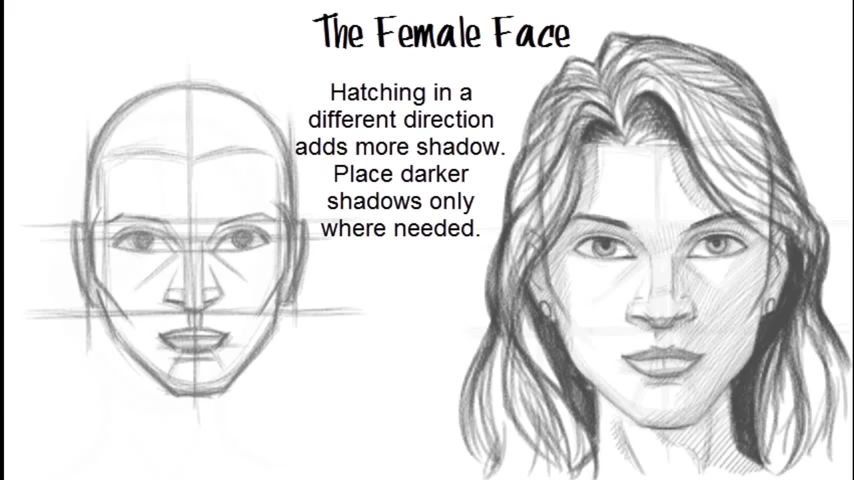 The Female Face
Hatching in a
different direction
adds more shadow.
Place darker
shadows only
where needed.